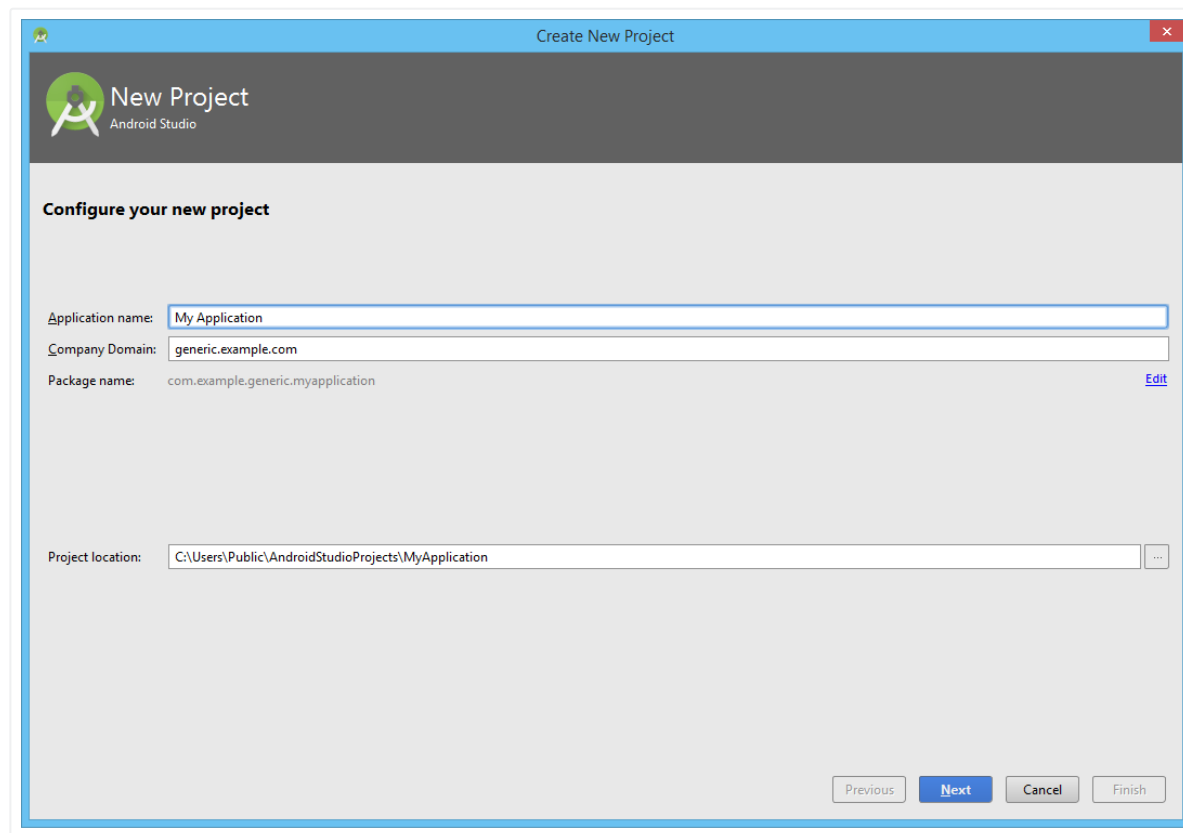 Create New Project
New Project
Android Studio
Configure your new project
Application name: My Application
Company Domain: generic.example.com
Package name: com.example.generic.myapplication Edit
Project location: C:\Users\Public\AndroidStudioProjects\MyApplication ...
Previous Next Cancel Finish